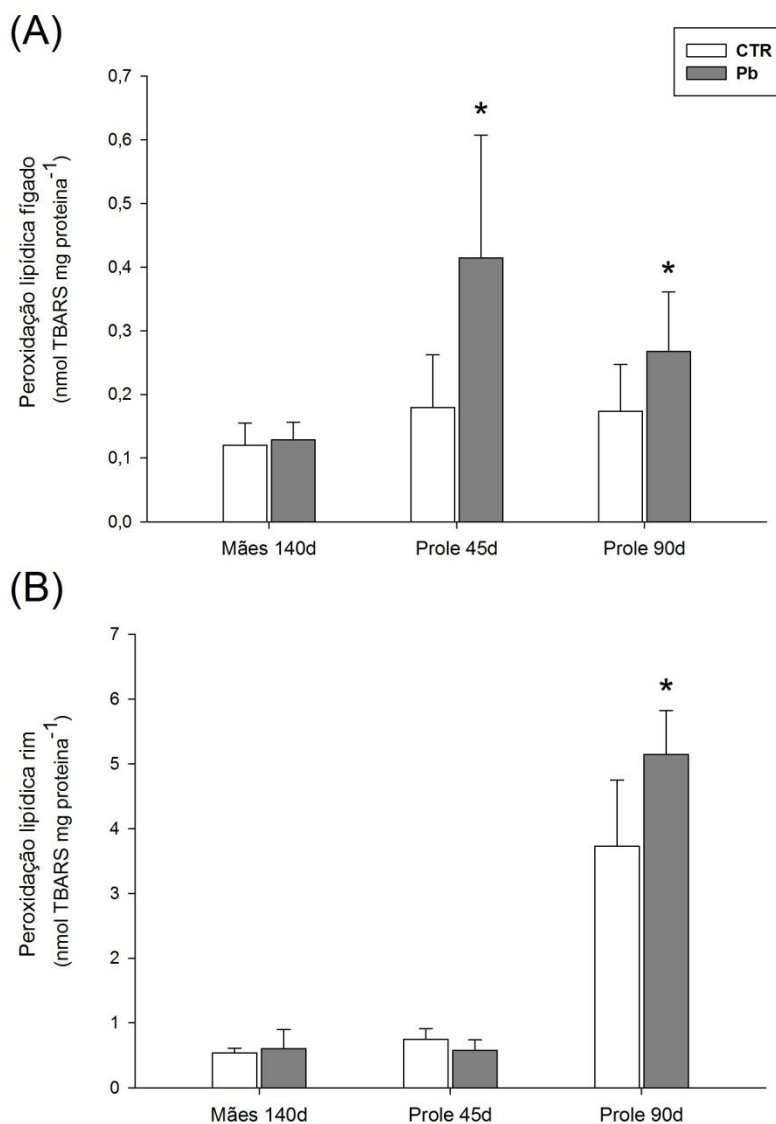 (A)
CTR
Pb
0,7
0,6
0,5
0,4
0,3
0,2
0,1
0,0
Peroxidação lipídica fígado
(nmol TBARS mg proteina⁻¹)
*
*
Mães 140d
Prole 45d
Prole 90d
(B)
7
6
5
4
3
2
1
0
Peroxidação lipídica rim
(nmol TBARS mg proteina⁻¹)
*
Mães 140d
Prole 45d
Prole 90d